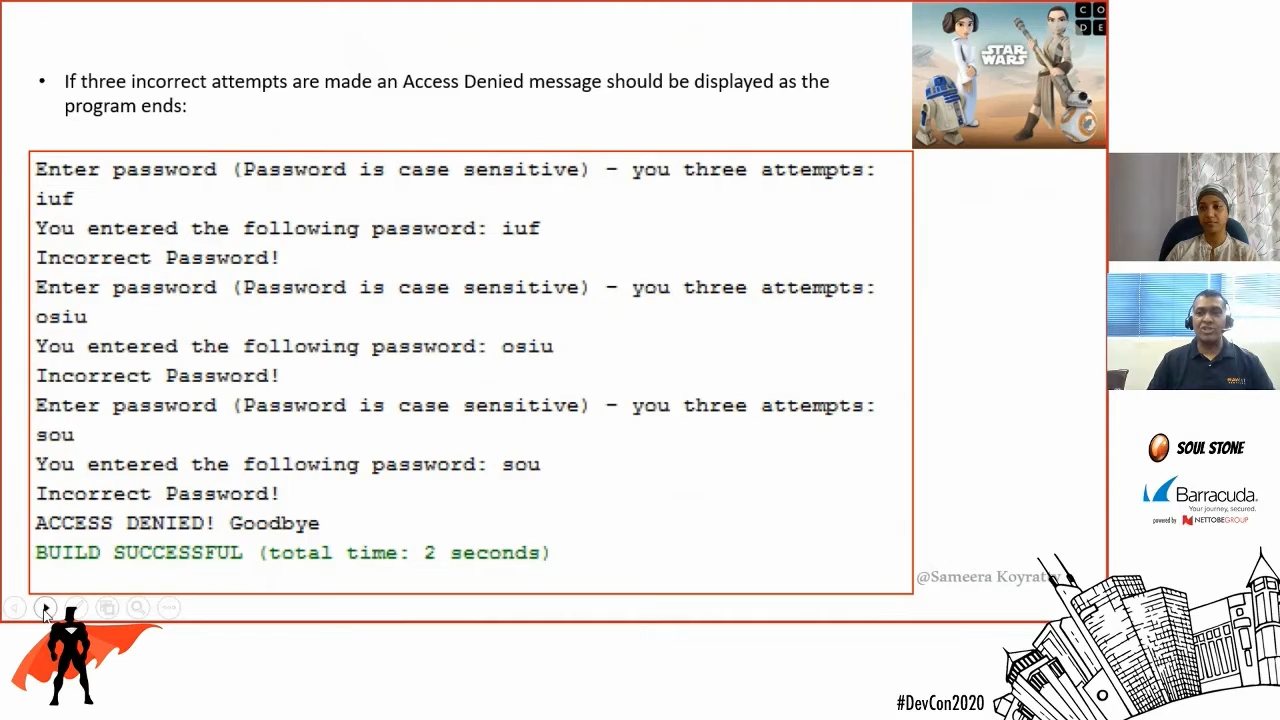 • If three incorrect attempts are made an Access Denied message should be displayed as the
program ends:
CO
DE
STAR
WARS
Enter password (Password is case sensitive) – you three attempts:
iuf
You entered the following password: iuf
Incorrect Password!
Enter password (Password is case sensitive) – you three attempts:
osiu
You entered the following password: osiu
Incorrect Password!
Enter password (Password is case sensitive) – you three attempts:
sou
You entered the following password: sou
Incorrect Password!
ACCESS DENIED! Goodbye
BUILD SUCCESSFUL (total time: 2 seconds)
@Sameera Koyratty
SOUL STONE
Barracuda.
Your journey, secured.
powered by NETTOBEGROUP
#DevCon2020